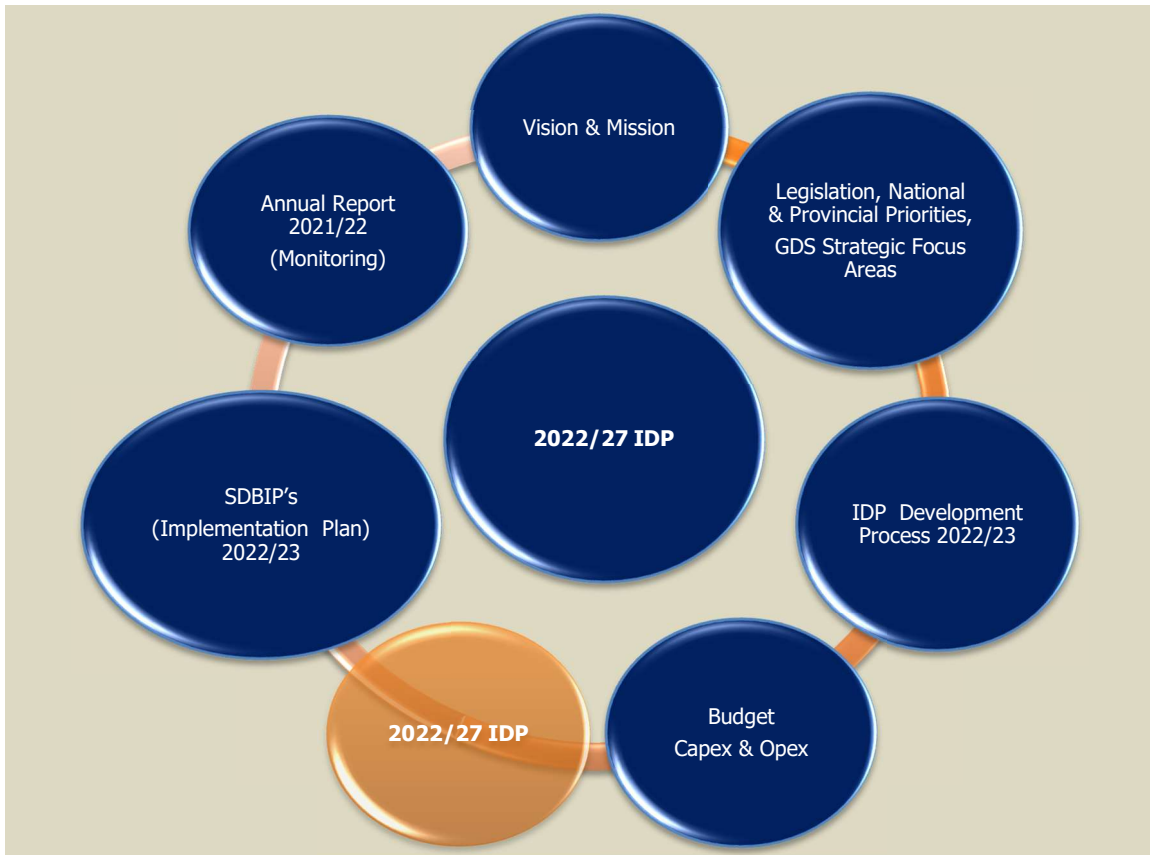 Vision & Mission
Legislation, National
& Provincial Priorities,
GDS Strategic Focus
Areas
Annual Report
2021/22
(Monitoring)
2022/27 IDP
SDBIP’s
(Implementation Plan)
2022/23
IDP Development
Process 2022/23
2022/27 IDP
Budget
Capex & Opex